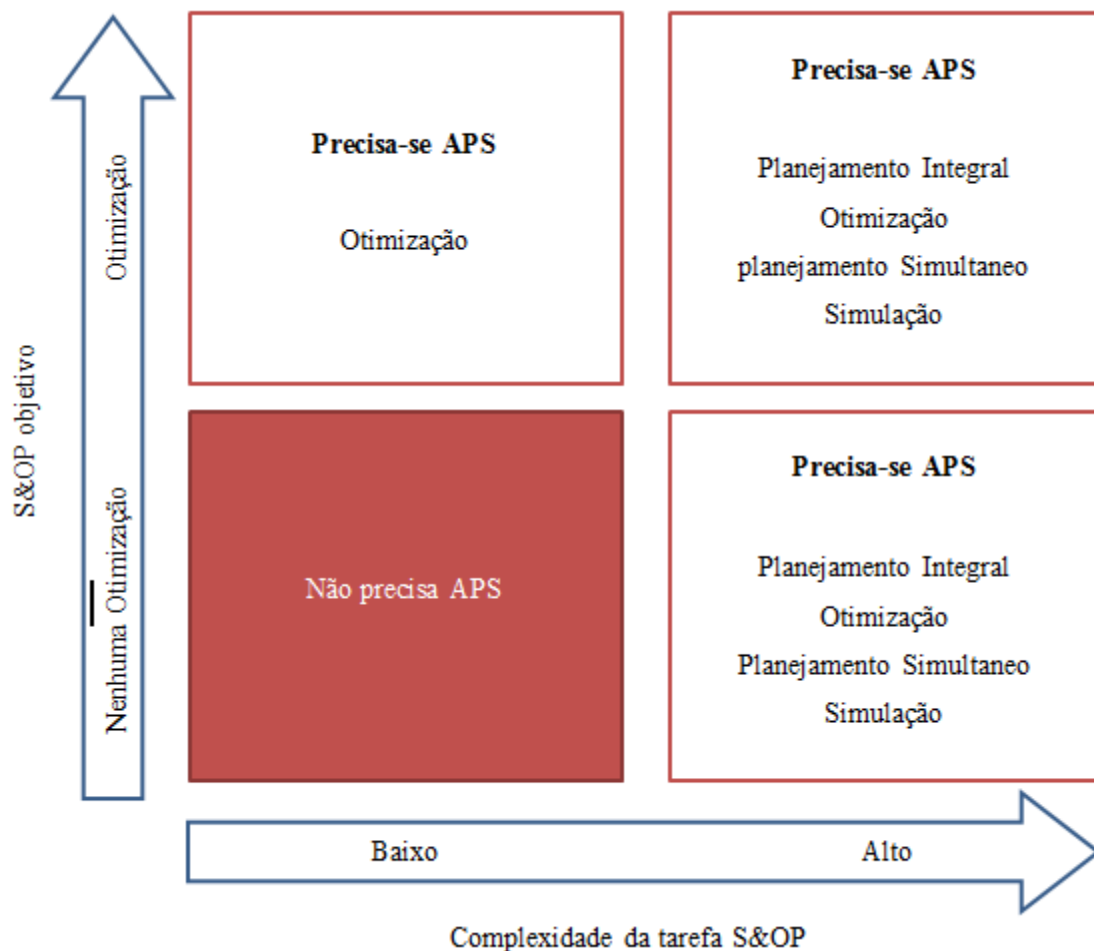 S&OP objetivo
Otimização
Nenhuma Otimização
Precisa-se APS
Otimização
Precisa-se APS
Planejamento Integral
Otimização
planejamento Simultaneo
Simulação
Não precisa APS
Precisa-se APS
Planejamento Integral
Otimização
Planejamento Simultaneo
Simulação
Baixo
Alto
Complexidade da tarefa S&OP